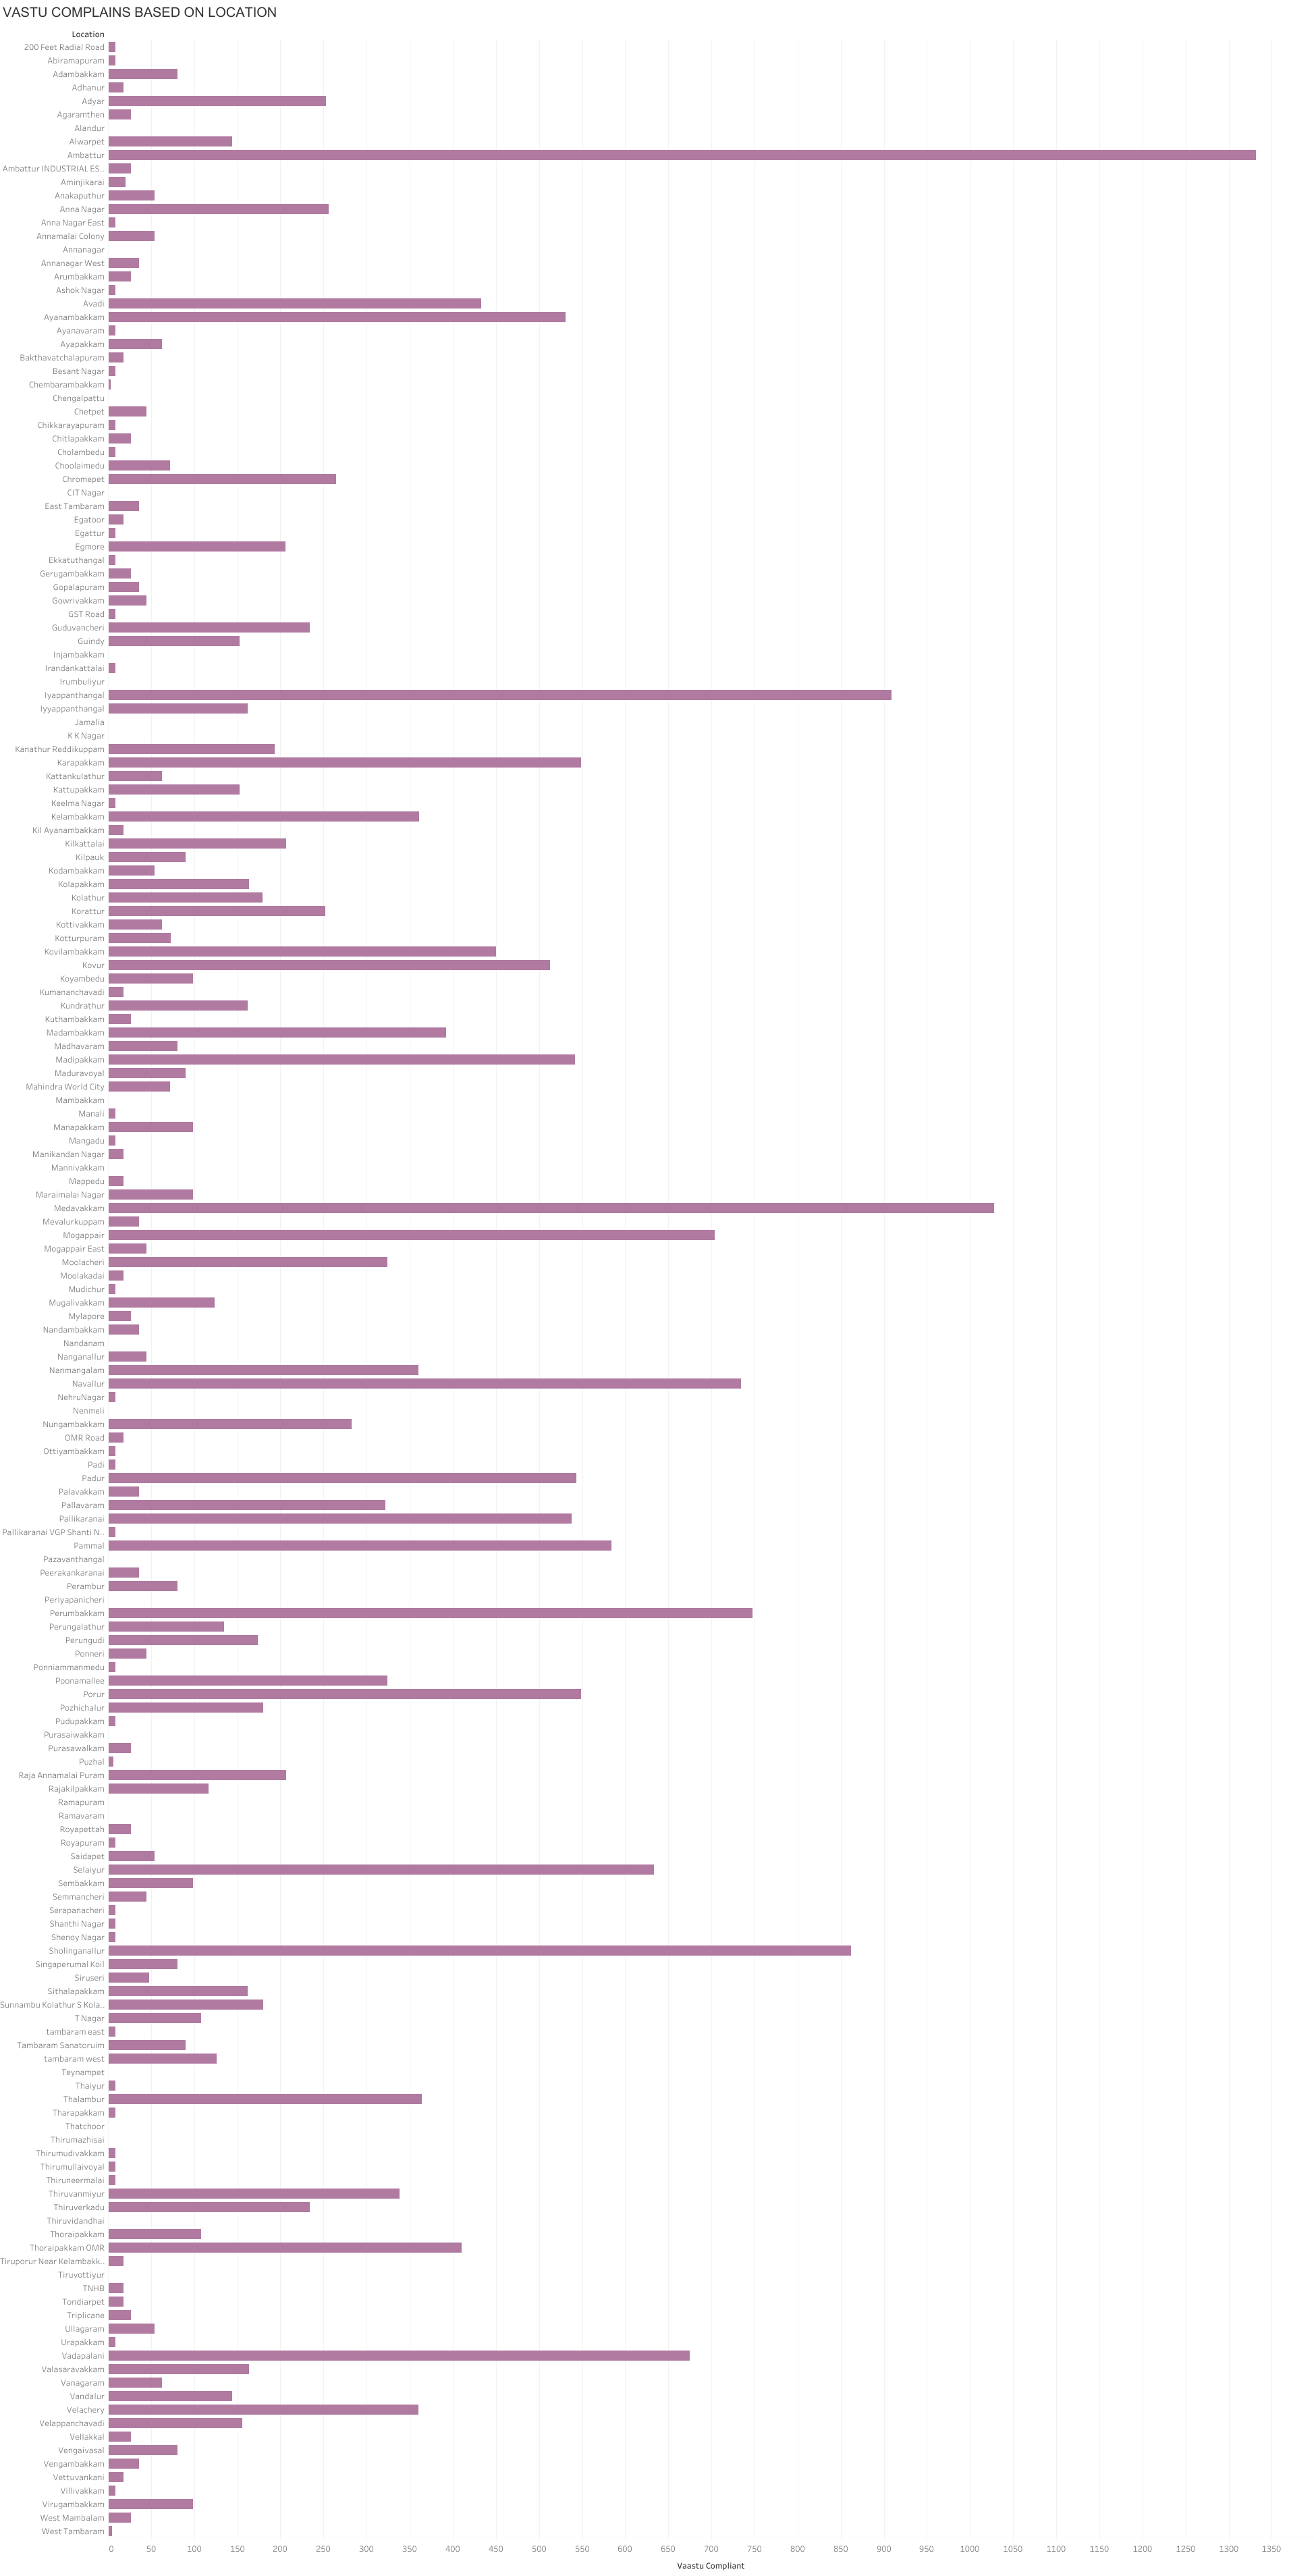 VASTU COMPLAINS BASED ON LOCATION
Location
200 Feet Radial Road
Abiramapuram
Adambakkam
Adhanur
Adyar
Agaramthen
Alandur
Alwarpet
Ambattur
Ambattur INDUSTRIAL ES..
Aminjikarai
Anakaputhur
Anna Nagar
Anna Nagar East
Annamalai Colony
Annanagar
Annanagar West
Arumbakkam
Ashok Nagar
Avadi
Ayanambakkam
Ayanavaram
Ayapakkam
Bakthavatchalapuram
Besant Nagar
Chembarambakkam
Chengalpattu
Chetpet
Chikkarayapuram
Chitlapakkam
Cholambedu
Choolaimedu
Chromepet
CIT Nagar
East Tambaram
Egatoor
Egattur
Egmore
Ekkatuthangal
Gerugambakkam
Gopalapuram
Gowrivakkam
GST Road
Guduvancheri
Guindy
Injambakkam
Irandankattalai
Irumbuliyur
Iyappanthangal
Iyyappanthangal
Jamalia
K K Nagar
Kanathur Reddikuppam
Karapakkam
Kattankulathur
Kattupakkam
Keelma Nagar
Kelambakkam
Kil Ayanambakkam
Kilkattalai
Kilpauk
Kodambakkam
Kolapakkam
Kolathur
Korattur
Kottivakkam
Kotturpuram
Kovilambakkam
Kovur
Koyambedu
Kumananchavadi
Kundrathur
Kuthambakkam
Madambakkam
Madhavaram
Madipakkam
Maduravoyal
Mahindra World City
Mambakkam
Manali
Manapakkam
Mangadu
Manikandan Nagar
Mannivakkam
Mappedu
Maraimalai Nagar
Medavakkam
Mevalurkuppam
Mogappair
Mogappair East
Moolacheri
Moolakadai
Mudichur
Mugalivakkam
Mylapore
Nandambakkam
Nandanam
Nanganallur
Nanmangalam
Navallur
NehruNagar
Nenmeli
Nungambakkam
OMR Road
Ottiyambakkam
Padi
Padur
Palavakkam
Pallavaram
Pallikaranai
Pallikaranai VGP Shanti N..
Pammal
Pazavanthangal
Peerakankaranai
Perambur
Periyapanicheri
Perumbakkam
Perungalathur
Perungudi
Ponneri
Ponniammanmedu
Poonamallee
Porur
Pozhichalur
Pudupakkam
Purasaiwakkam
Purasawalkam
Puzhal
Raja Annamalai Puram
Rajakilpakkam
Ramapuram
Ramavaram
Royapettah
Royapuram
Saidapet
Selaiyur
Sembakkam
Semmancheri
Serapanacheri
Shanthi Nagar
Shenoy Nagar
Sholinganallur
Singaperumal Koil
Siruseri
Sithalapakkam
Sunnambu Kolathur S Kola..
T Nagar
tambaram east
Tambaram Sanatoruim
tambaram west
Teynampet
Thaiyur
Thalambur
Tharapakkam
Thatchoor
Thirumazhisai
Thirumudivakkam
Thirumullaivoyal
Thiruneermalai
Thiruvanmiyur
Thiruverkadu
Thiruvidandhai
Thoraipakkam
Thoraipakkam OMR
Tiruporur Near Kelambakk..
Tiruvottiyur
TNHB
Tondiarpet
Triplicane
Ullagaram
Urapakkam
Vadapalani
Valasaravakkam
Vanagaram
Vandalur
Velachery
Velappanchavadi
Vellakkal
Vengaivasal
Vengambakkam
Vettuvankani
Villivakkam
Virugambakkam
West Mambalam
West Tambaram
0 50 100 150 200 250 300 350 400 450 500 550 600 650 700 750 800 850 900 950 1000 1050 1100 1150 1200 1250 1300 1350
Vaastu Compliant